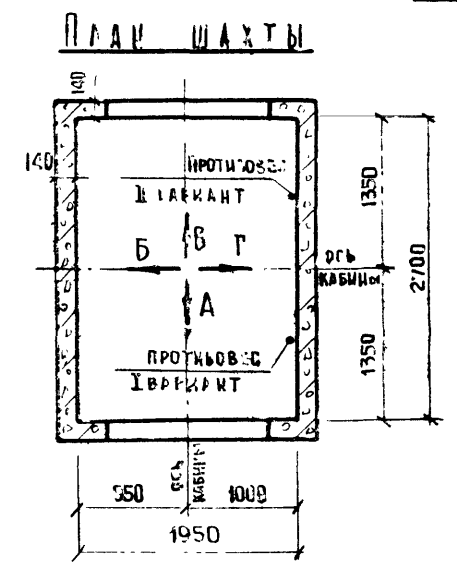 План шахты
140
140
Противовес
II вариант
Б
В
Г
А
ось
кабины
Противовес
I вариант
1350
1350
2700
ось
кабины
950
1000
1950